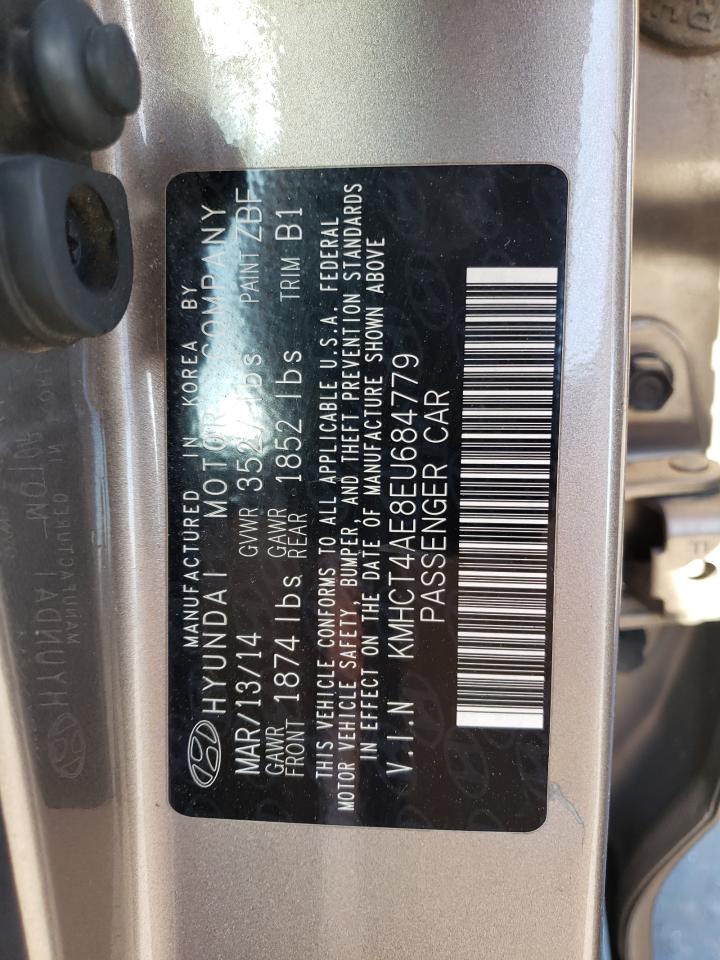 MANUFACTURED IN KOREA BY
HYUNDAI MOTOR COMPANY
MAR/13/14 GVWR lbs PAINT ZBF
GAWR FRONT 1874 lbs GAWR REAR 1852 lbs TRIM B1
THIS VEHICLE CONFORMS TO ALL APPLICABLE U.S.A. FEDERAL
MOTOR VEHICLE SAFETY, BUMPER, AND THEFT PREVENTION STANDARDS
IN EFFECT ON THE DATE OF MANUFACTURE SHOWN ABOVE
V.I.N KMHCT4AE8EU684779
PASSENGER CAR